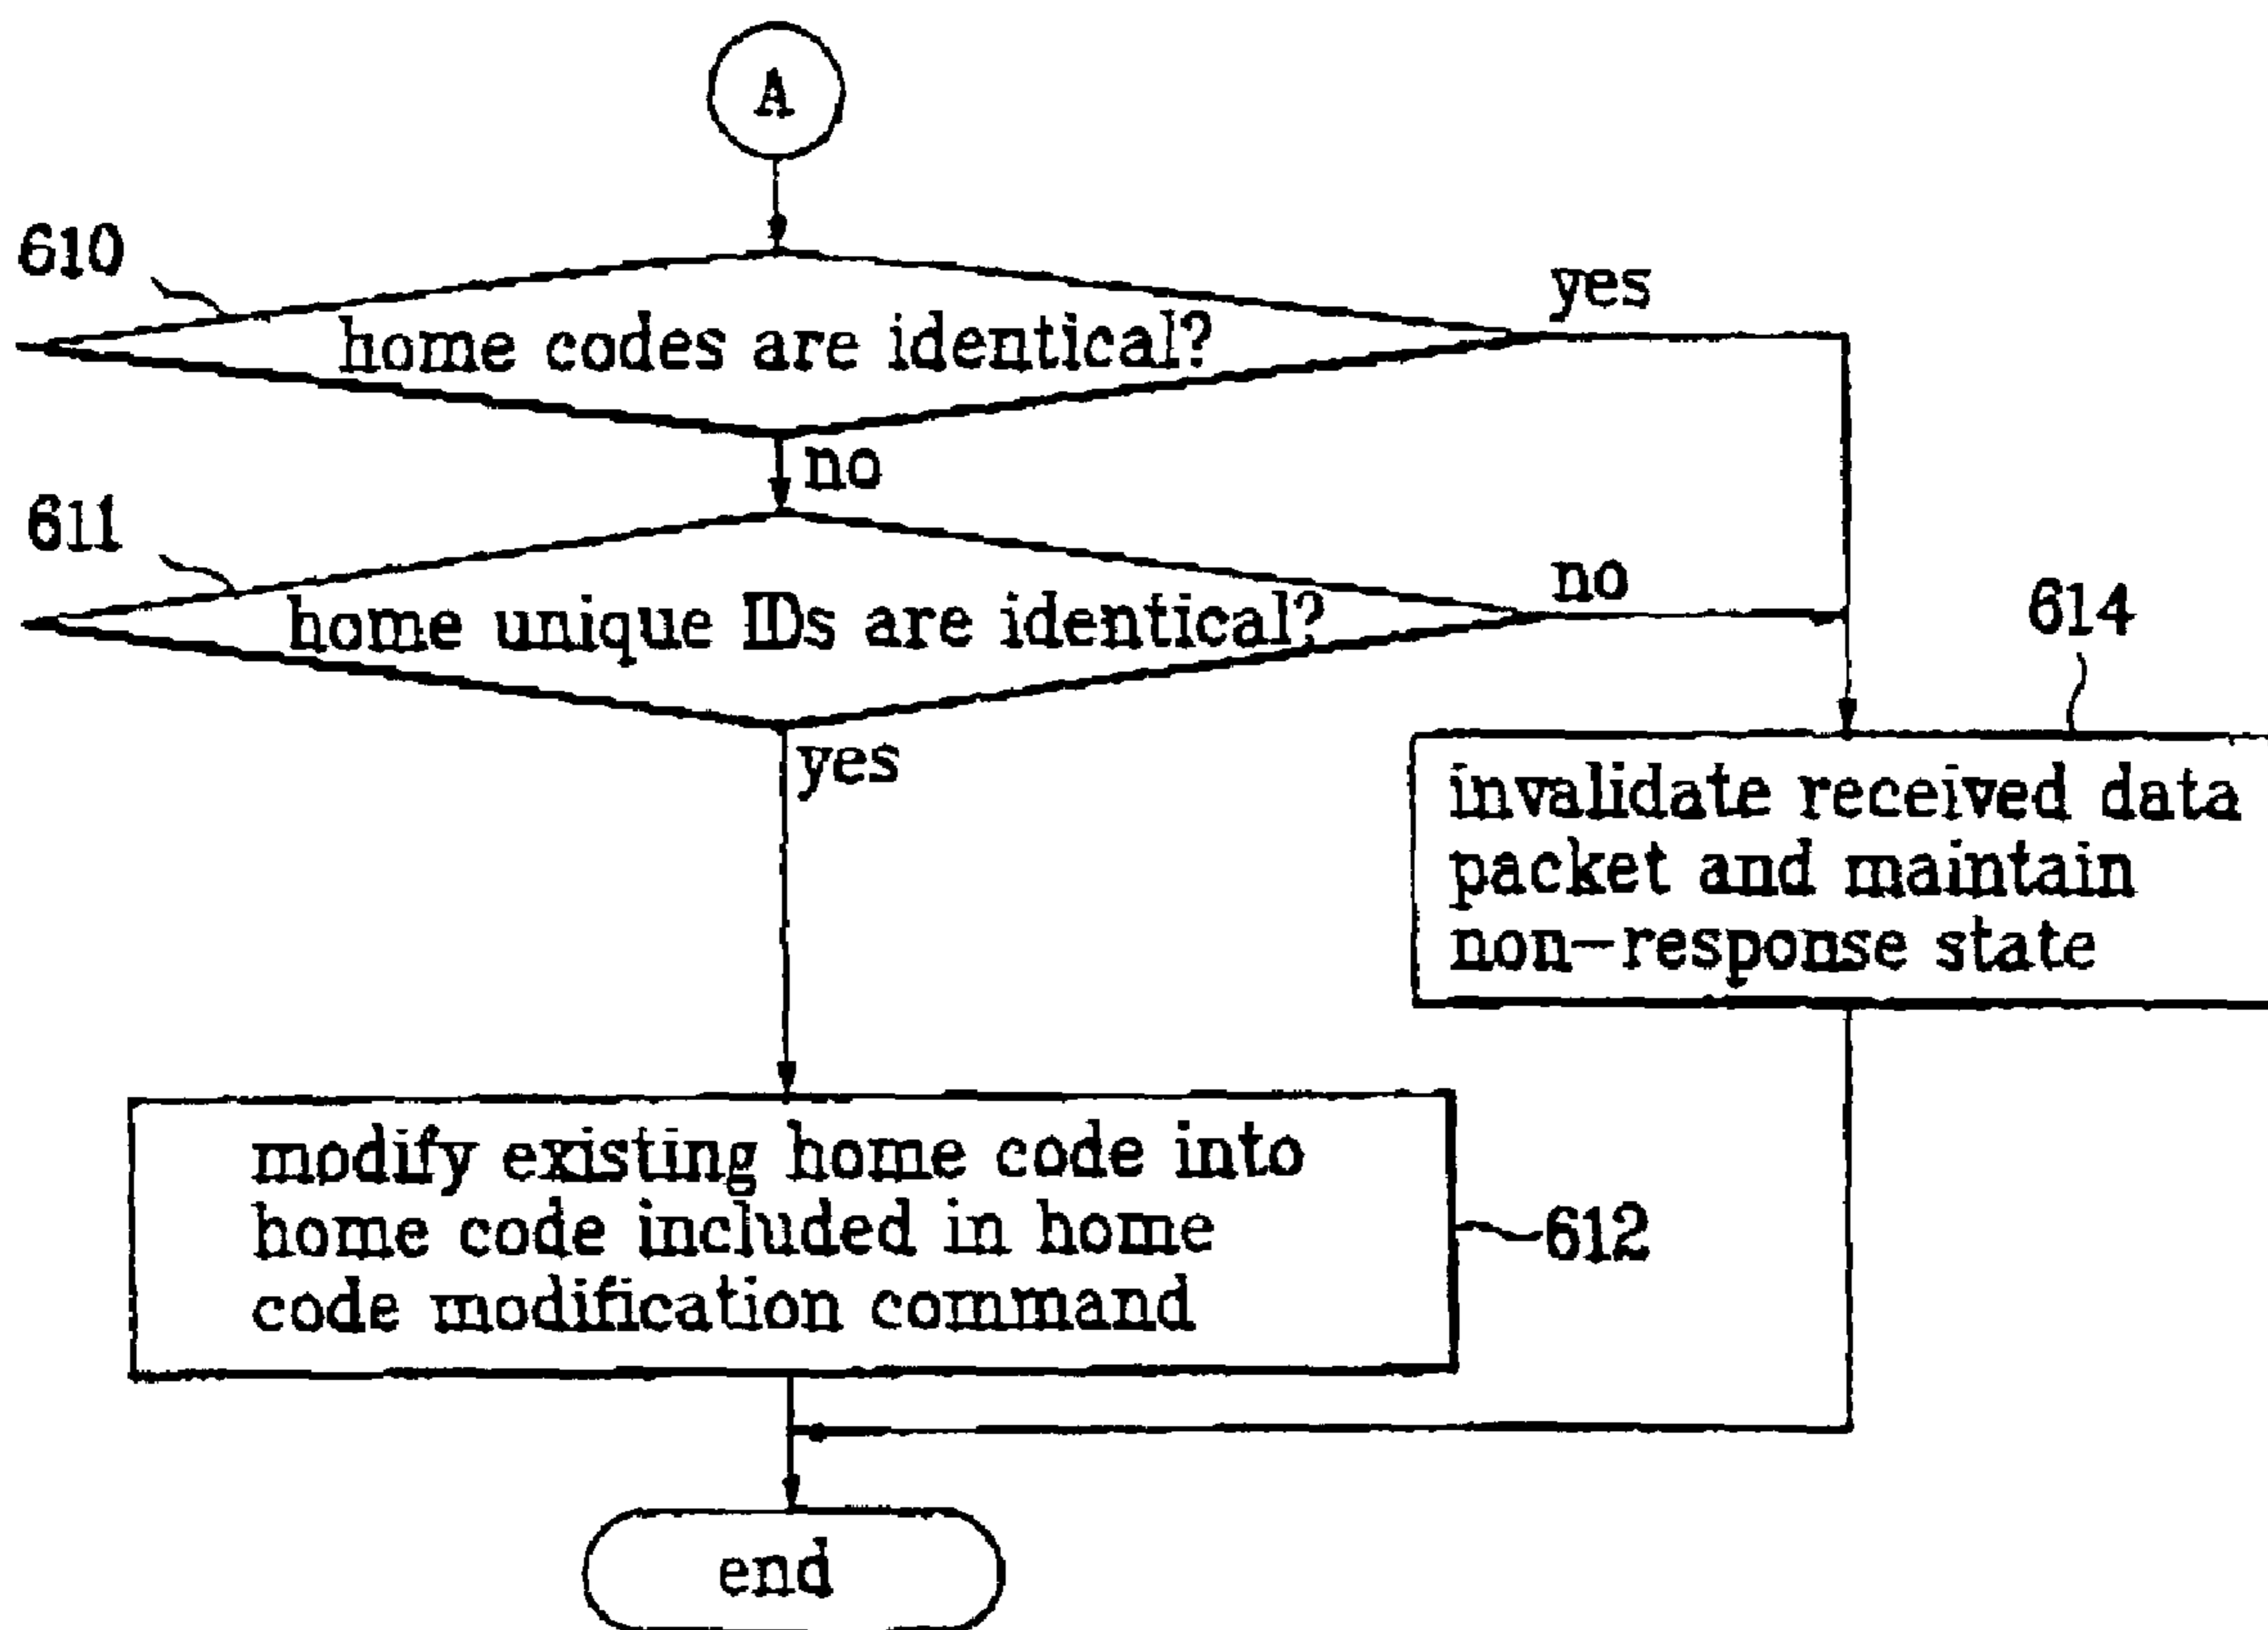 A
610
home codes are identical?
yes
no
611
home unique IDs are identical?
no
614
yes
invalidate received data
packet and maintain
non-response state
modify existing home code into
home code included in home
code modification command
612
end